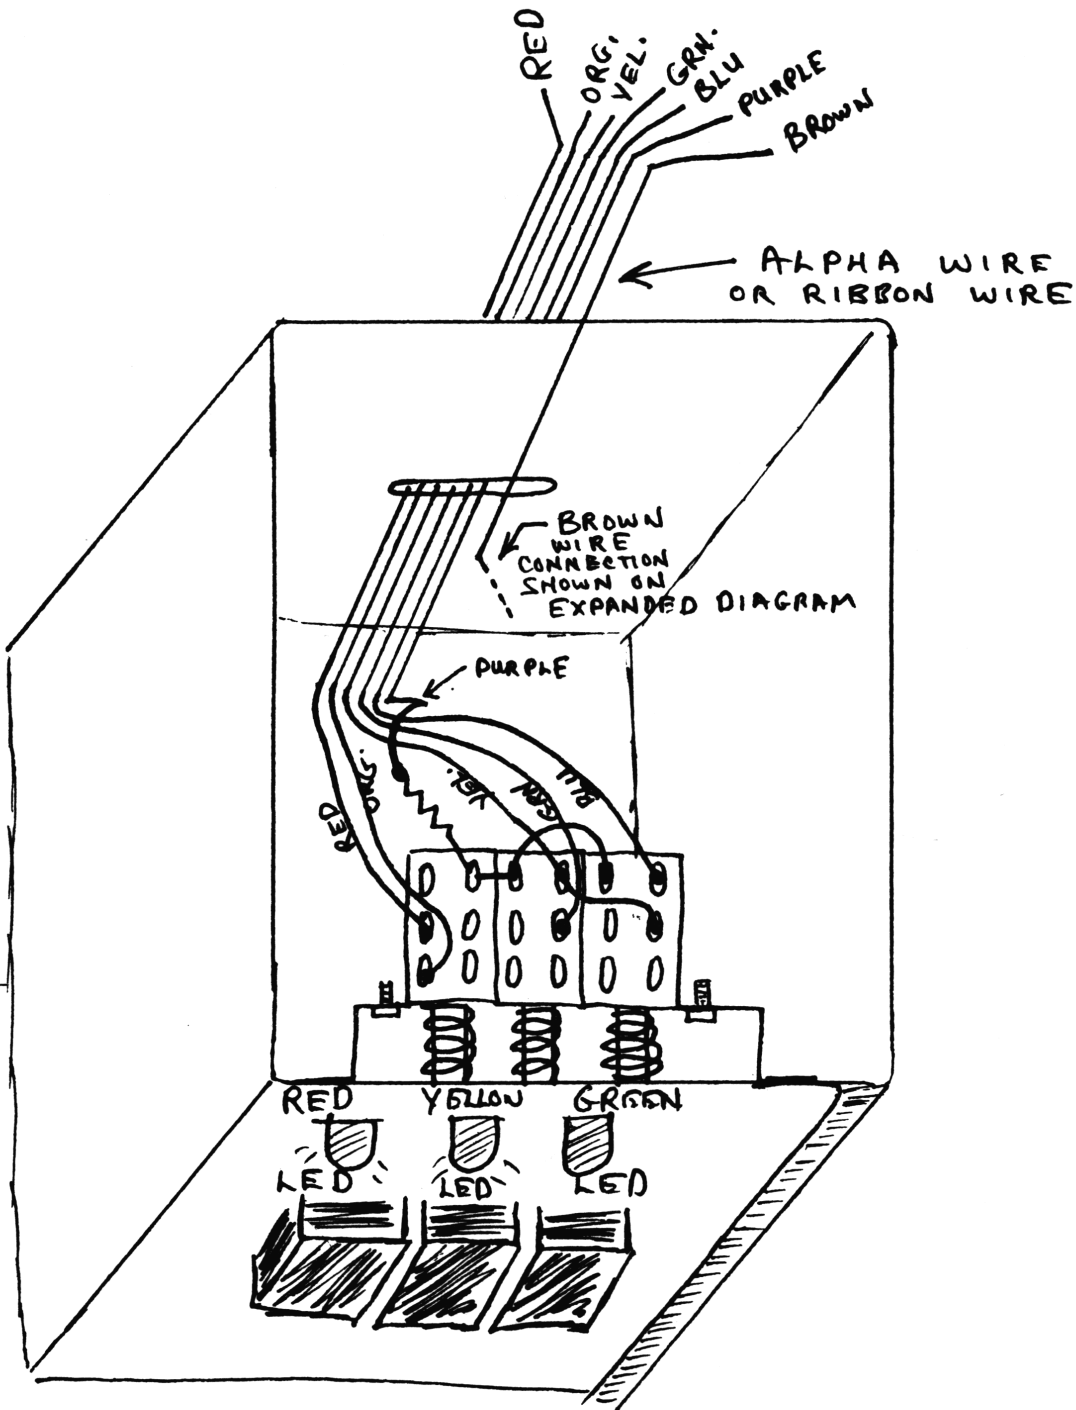 RED
ORG.
YEL.
GRN.
BLU
PURPLE
BROWN
ALPHA WIRE
OR RIBBON WIRE
BROWN
WIRE
CONNECTION
SHOWN ON
EXPANDED DIAGRAM
PURPLE
RED
ORG.
YEL.
GRN
BLU
RED YELLOW GREEN
LED LED LED